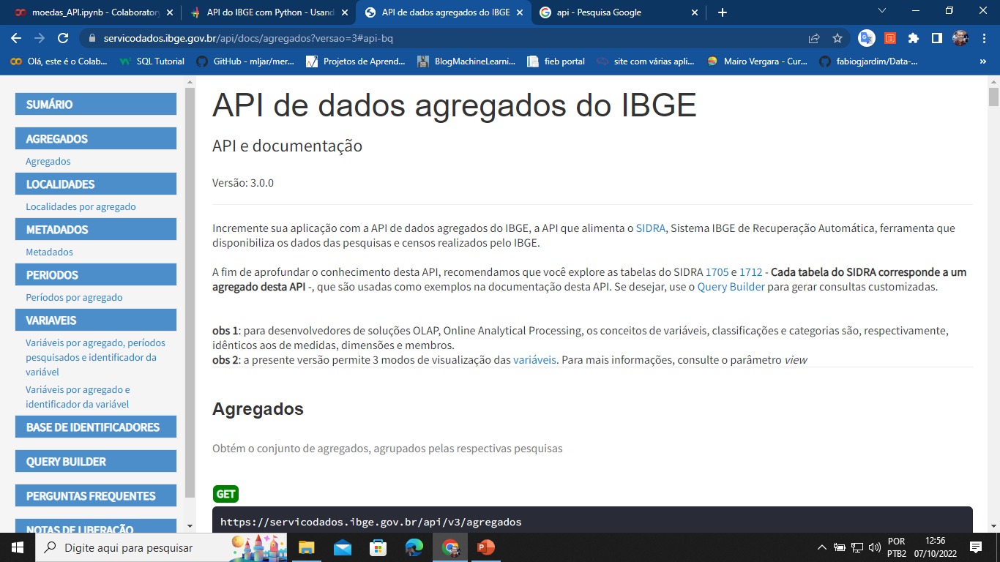 moedas_API.ipynb - Colaboratory
API do IBGE com Python - Usand
API de dados agregados do IBGE
api - Pesquisa Google
servicodados.ibge.gov.br/api/docs/agregados?versao=3#api-bq
Olá, este é o Colab...
SQL Tutorial
GitHub - mljar/mer...
Projetos de Aprend...
BlogMachineLearni...
fieb portal
site com várias apli...
Mairo Vergara - Cur...
fabiogjardim/Data-...
»
SUMÁRIO
AGREGADOS
Agregados
LOCALIDADES
Localidades por agregado
METADADOS
Metadados
PERIODOS
Períodos por agregado
VARIAVEIS
Variáveis por agregado, períodos
pesquisados e identificador da
variável
Variáveis por agregado e
identificador da variável
BASE DE IDENTIFICADORES
QUERY BUILDER
PERGUNTAS FREQUENTES
NOTAS DE LIBERAÇÃO
API de dados agregados do IBGE
API e documentação
Versão: 3.0.0
Incremente sua aplicação com a API de dados agregados do IBGE, a API que alimenta o SIDRA, Sistema IBGE de Recuperação Automática, ferramenta que
disponibiliza os dados das pesquisas e censos realizados pelo IBGE.
A fim de aprofundar o conhecimento desta API, recomendamos que você explore as tabelas do SIDRA 1705 e 1712 - Cada tabela do SIDRA corresponde a um
agregado desta API -, que são usadas como exemplos na documentação desta API. Se desejar, use o Query Builder para gerar consultas customizadas.
obs 1: para desenvolvedores de soluções OLAP, Online Analytical Processing, os conceitos de variáveis, classificações e categorias são, respectivamente,
idênticos aos de medidas, dimensões e membros.
obs 2: a presente versão permite 3 modos de visualização das variáveis. Para mais informações, consulte o parâmetro view
Agregados
Obtém o conjunto de agregados, agrupados pelas respectivas pesquisas
GET
https://servicodados.ibge.gov.br/api/v3/agregados
Digite aqui para pesquisar
POR
PTB2
12:56
07/10/2022